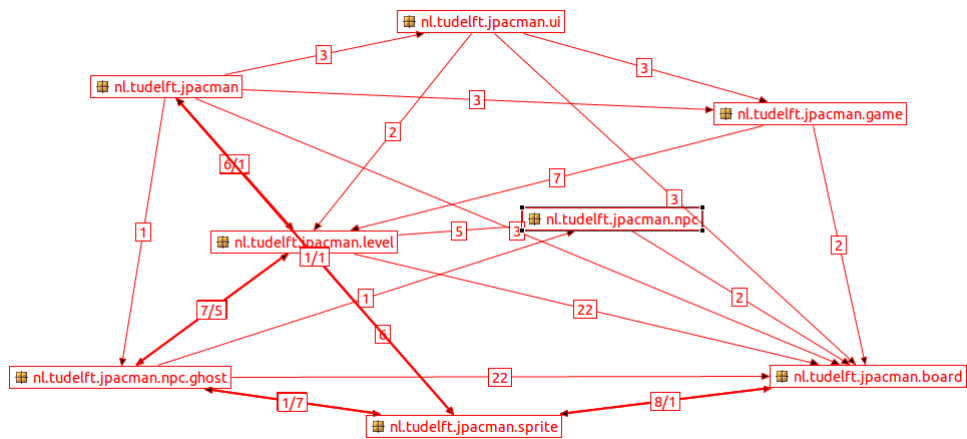 nl.tudelft.jpacman.ui
3
3
nl.tudelft.jpacman
3
nl.tudelft.jpacman.game
2
6/1
7
3
nl.tudelft.jpacman.npc
1
5
3
nl.tudelft.jpacman.level
2
1/1
2
1
7/5
22
6
nl.tudelft.jpacman.npc.ghost
22
nl.tudelft.jpacman.board
1/7
8/1
nl.tudelft.jpacman.sprite